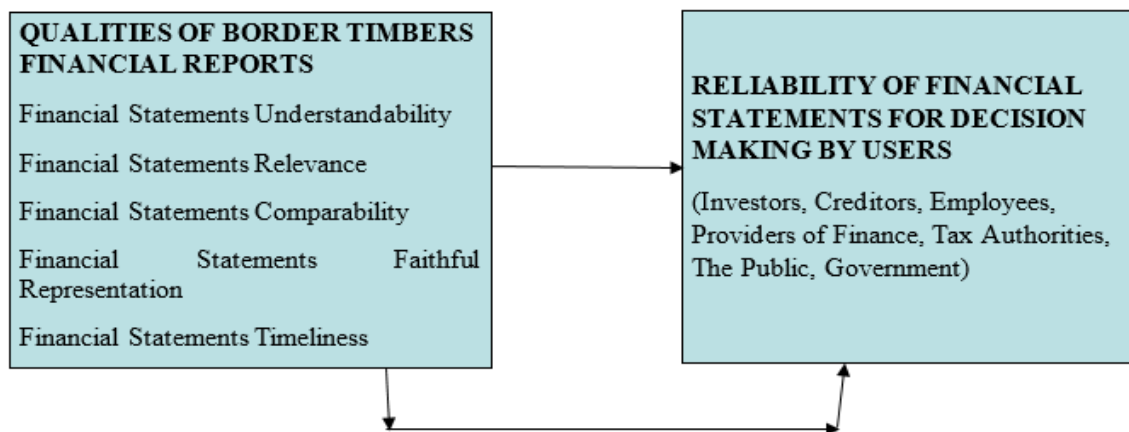 QUALITIES OF BORDER TIMBERS
FINANCIAL REPORTS
Financial Statements Understandability
Financial Statements Relevance
Financial Statements Comparability
Financial Statements Faithful
Representation
Financial Statements Timeliness
RELIABILITY OF FINANCIAL
STATEMENTS FOR DECISION
MAKING BY USERS
(Investors, Creditors, Employees,
Providers of Finance, Tax Authorities,
The Public, Government)